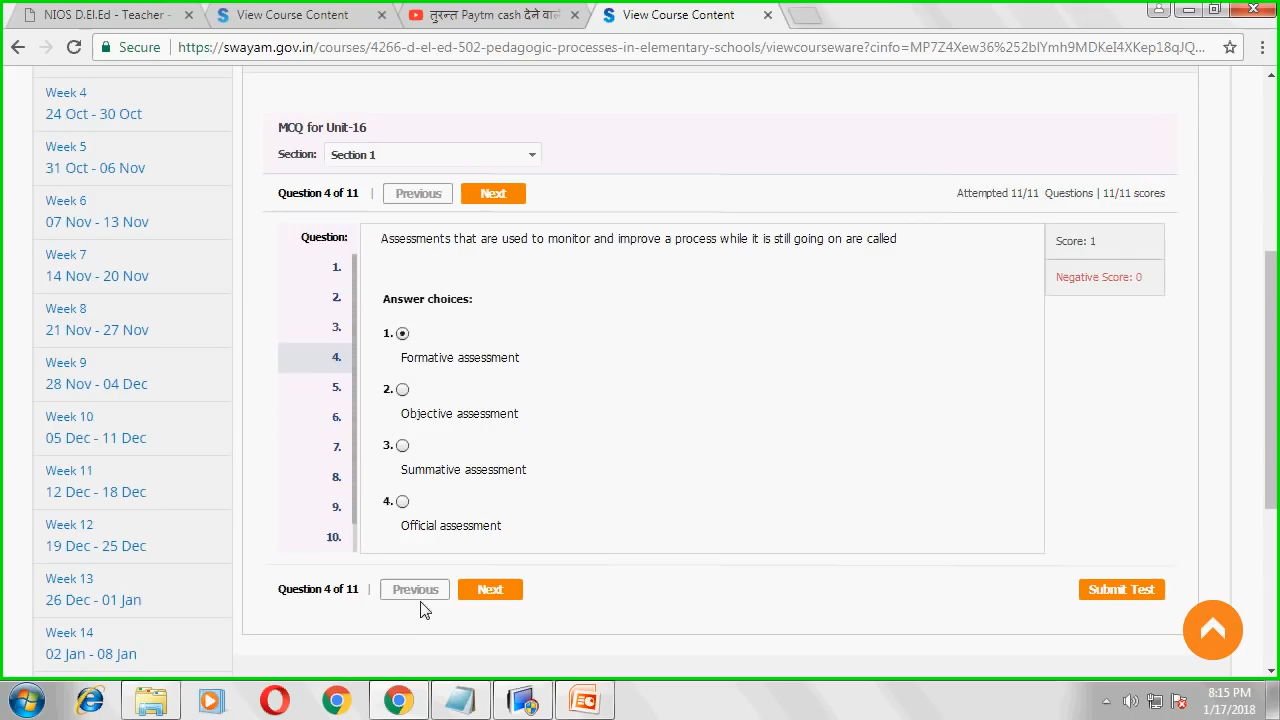 NIOS D.El.Ed - Teacher -
View Course Content
तुरन्त Paytm cash देने वाल
View Course Content
Secure
https://swayam.gov.in/courses/4266-d-el-ed-502-pedagogic-processes-in-elementary-schools/viewcourseware?cinfo=MP7Z4Xew36%252blYmh9MDKeI4XKep18qJQ...
Week 4
24 Oct - 30 Oct
Week 5
31 Oct - 06 Nov
Week 6
07 Nov - 13 Nov
Week 7
14 Nov - 20 Nov
Week 8
21 Nov - 27 Nov
Week 9
28 Nov - 04 Dec
Week 10
05 Dec - 11 Dec
Week 11
12 Dec - 18 Dec
Week 12
19 Dec - 25 Dec
Week 13
26 Dec - 01 Jan
Week 14
02 Jan - 08 Jan
MCQ for Unit-16
Section: Section 1
Question 4 of 11 | Previous Next
Attempted 11/11 Questions | 11/11 scores
Question:
1.
2.
3.
4.
5.
6.
7.
8.
9.
10.
Assessments that are used to monitor and improve a process while it is still going on are called
Answer choices:
1.
Formative assessment
2.
Objective assessment
3.
Summative assessment
4.
Official assessment
Score: 1
Negative Score: 0
Question 4 of 11 | Previous Next
Submit Test
8:15 PM
1/17/2018